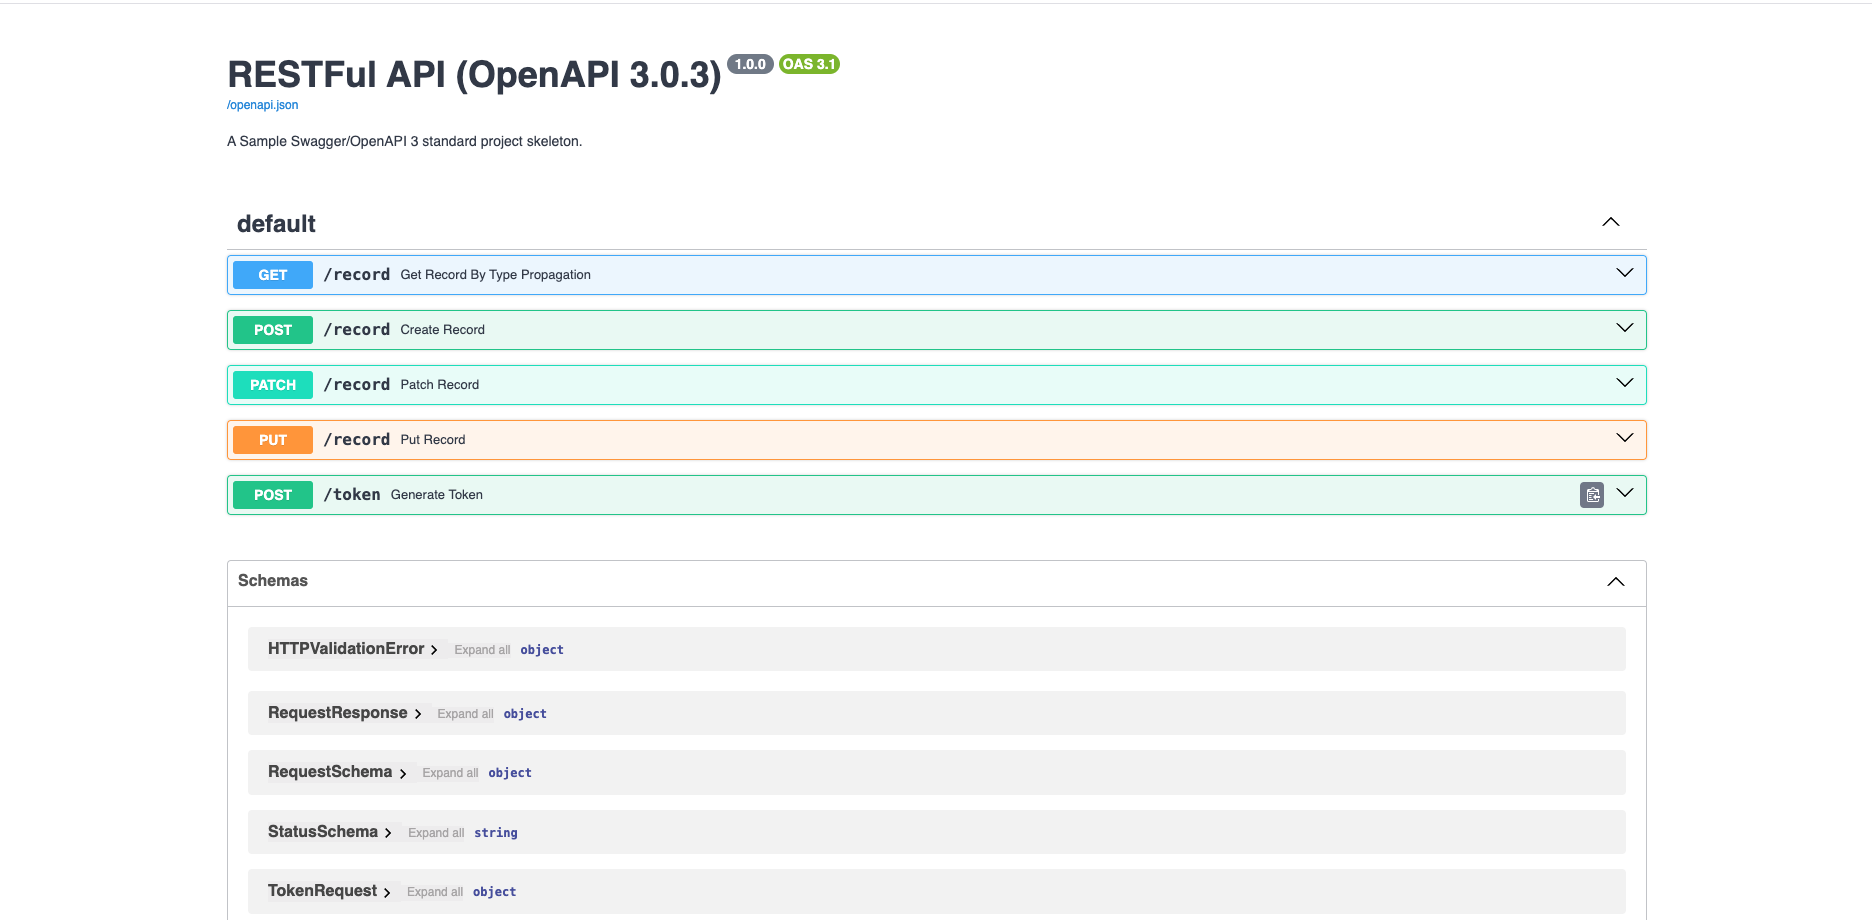 RESTFul API (OpenAPI 3.0.3) 1.0.0 OAS 3.1
/openapi.json
A Sample Swagger/OpenAPI 3 standard project skeleton.
default
GET /record Get Record By Type Propagation
POST /record Create Record
PATCH /record Patch Record
PUT /record Put Record
POST /token Generate Token
Schemas
HTTPValidationError Expand all object
RequestResponse Expand all object
RequestSchema Expand all object
StatusSchema Expand all string
TokenRequest Expand all object